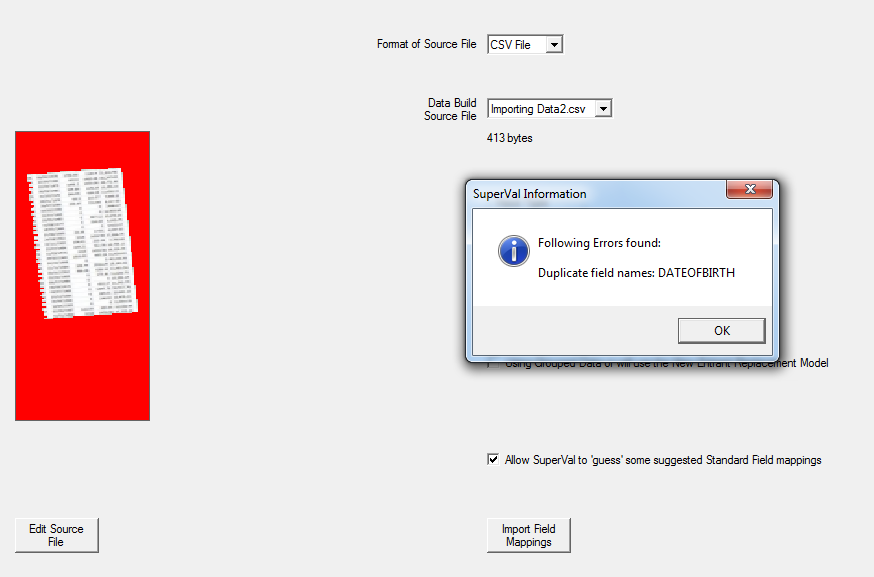 Format of Source File
CSV File
Data Build
Source File
Importing Data2.csv
413 bytes
SuperVal Information
Following Errors found:
Duplicate field names: DATEOFBIRTH
OK
Using Grouped Data or will use the New Entrant Replacement Model
Allow SuperVal to 'guess' some suggested Standard Field mappings
Edit Source
File
Import Field
Mappings